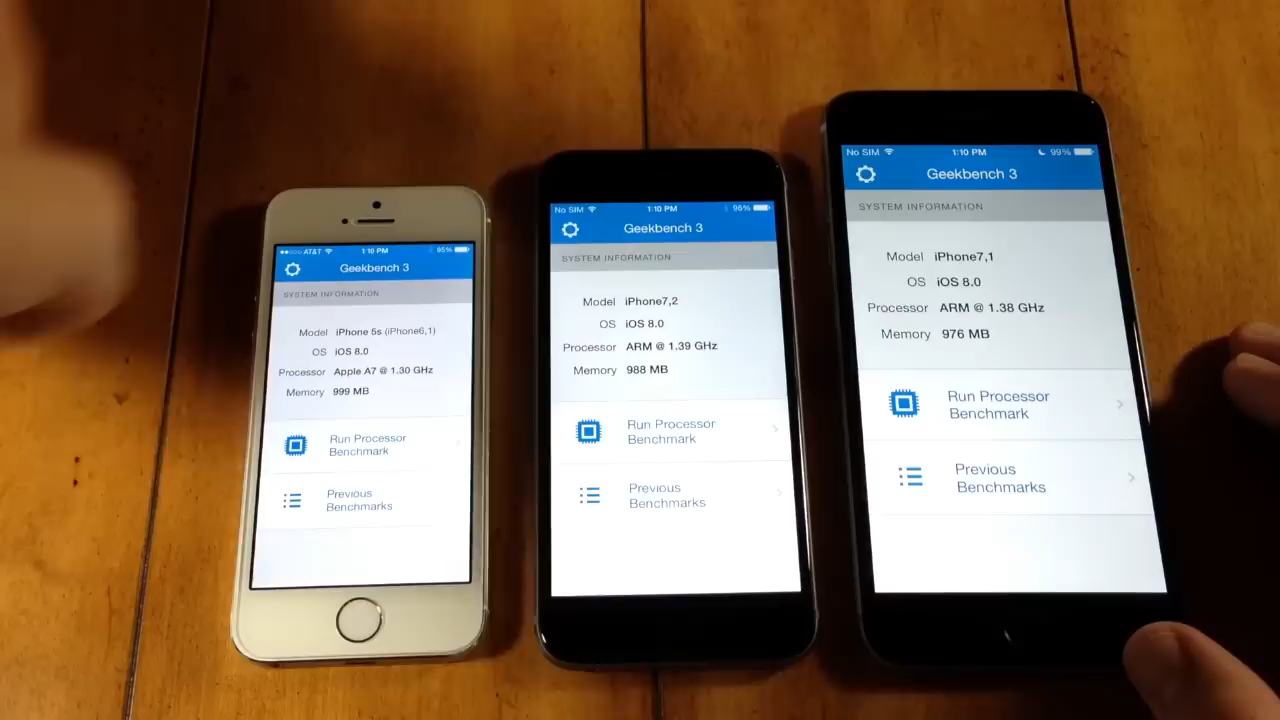 ●●○○○ AT&T 1:10 PM 95%
Geekbench 3
SYSTEM INFORMATION
Model iPhone 5s (iPhone6,1)
OS iOS 8.0
Processor Apple A7 @ 1.30 GHz
Memory 999 MB
Run Processor
Benchmark
Previous
Benchmarks
No SIM 1:10 PM 96%
Geekbench 3
SYSTEM INFORMATION
Model iPhone7,2
OS iOS 8.0
Processor ARM @ 1.39 GHz
Memory 988 MB
Run Processor
Benchmark
Previous
Benchmarks
No SIM 1:10 PM 99%
Geekbench 3
SYSTEM INFORMATION
Model iPhone7,1
OS iOS 8.0
Processor ARM @ 1.38 GHz
Memory 976 MB
Run Processor
Benchmark
Previous
Benchmarks